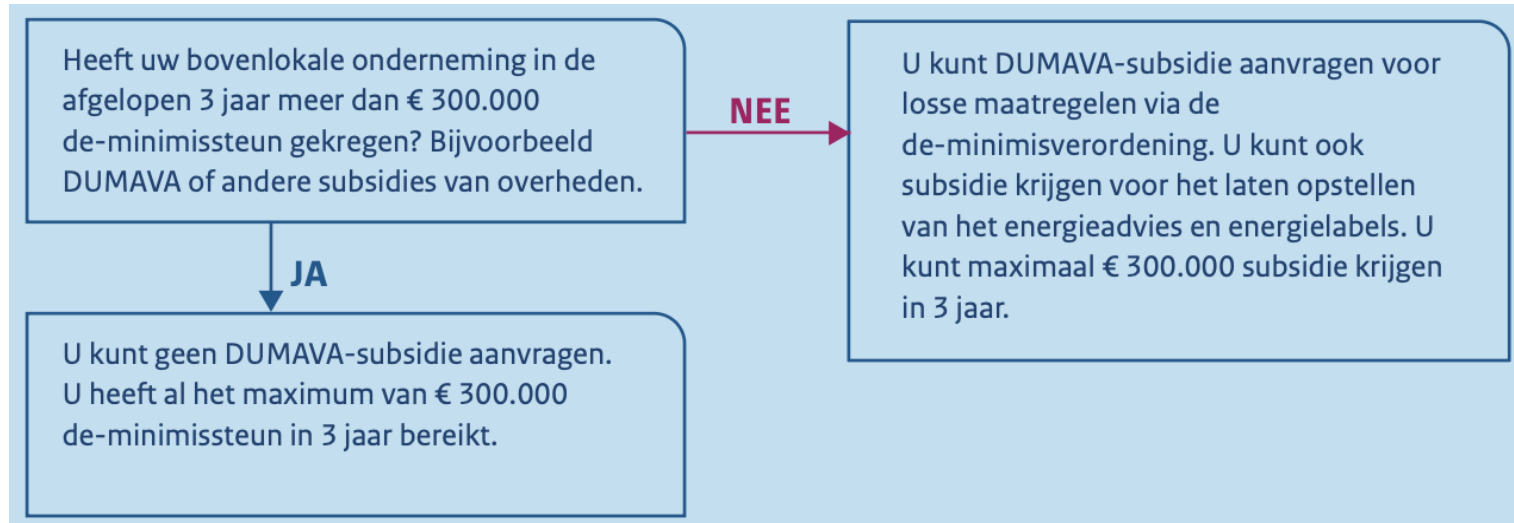 Heeft uw bovenlokale onderneming in de
afgelopen 3 jaar meer dan € 300.000
de-minimissteun gekregen? Bijvoorbeeld
DUMAVA of andere subsidies van overheden.
NEE
U kunt DUMAVA-subsidie aanvragen voor
losse maatregelen via de
de-minimisverordening. U kunt ook
subsidie krijgen voor het laten opstellen
van het energieadvies en energielabels. U
kunt maximaal € 300.000 subsidie krijgen
in 3 jaar.
JA
U kunt geen DUMAVA-subsidie aanvragen.
U heeft al het maximum van € 300.000
de-minimissteun in 3 jaar bereikt.